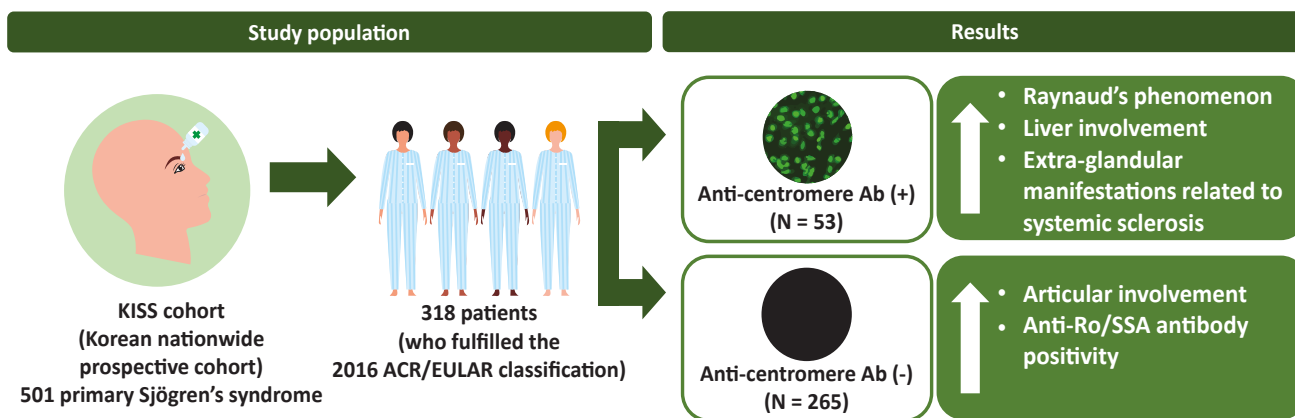 Study population
KISS cohort
(Korean nationwide
prospective cohort)
501 primary Sjögren’s syndrome
318 patients
(who fulfilled the
2016 ACR/EULAR classification)
Results
Anti-centromere Ab (+)
(N = 53)
• Raynaud’s phenomenon
• Liver involvement
• Extra-glandular
manifestations related to
systemic sclerosis
Anti-centromere Ab (-)
(N = 265)
• Articular involvement
• Anti-Ro/SSA antibody
positivity